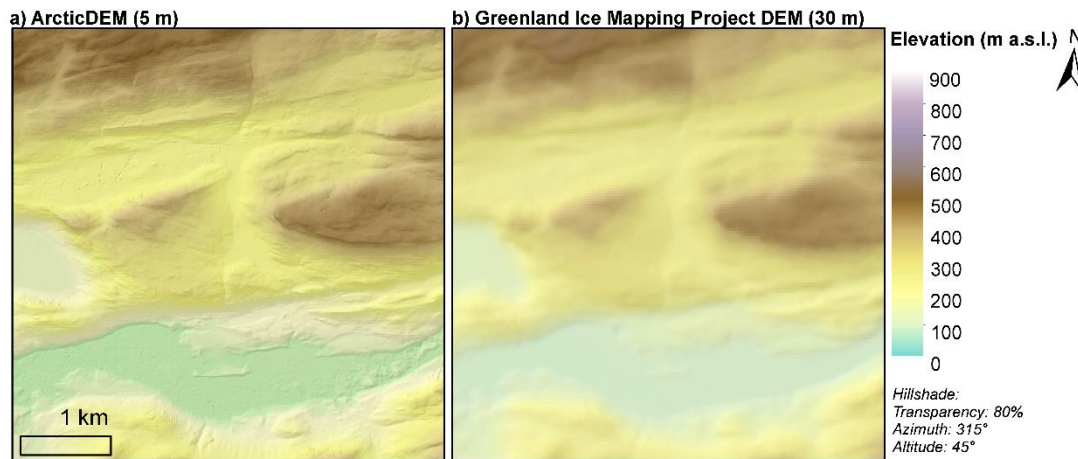 a) ArcticDEM (5 m)
b) Greenland Ice Mapping Project DEM (30 m)
Elevation (m a.s.l.)
N
900
800
700
600
500
400
300
200
100
0
1 km
Hillshade:
Transparency: 80%
Azimuth: 315°
Altitude: 45°